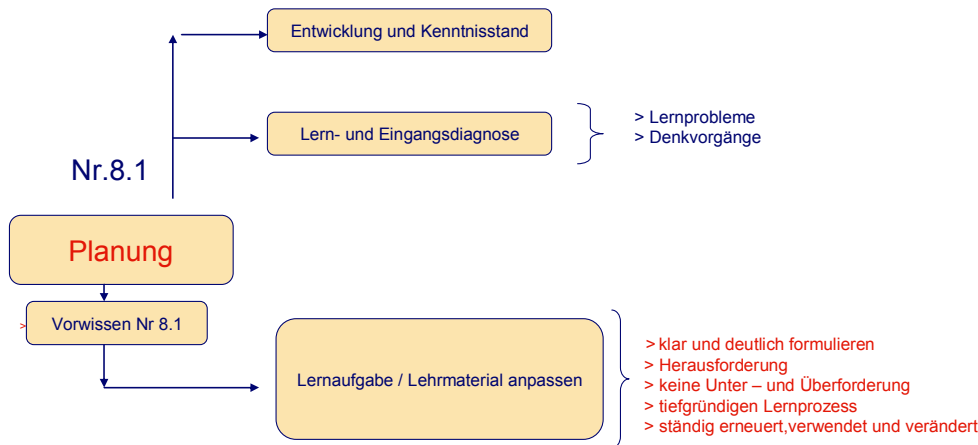 Entwicklung und Kenntnisstand
Lern- und Eingangsdiagnose
> Lernprobleme
> Denkvorgänge
Nr.8.1
Planung
> Vorwissen Nr 8.1
Lernaufgabe / Lehrmaterial anpassen
> klar und deutlich formulieren
> Herausforderung
> keine Unter – und Überforderung
> tiefgründigen Lernprozess
> ständig erneuert,verwendet und verändert